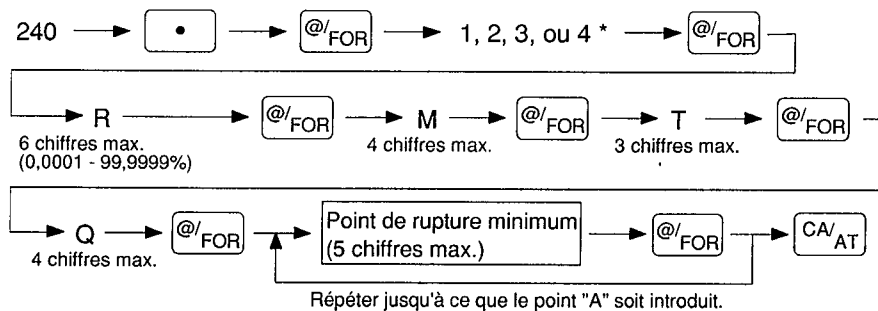 240 • @/FOR 1, 2, 3, ou 4 * @/FOR
R @/FOR M @/FOR T @/FOR
6 chiffres max. 4 chiffres max. 3 chiffres max.
(0,0001 - 99,9999%)
Q @/FOR Point de rupture minimum @/FOR CA/AT
4 chiffres max. (5 chiffres max.)
Répéter jusqu'à ce que le point "A" soit introduit.